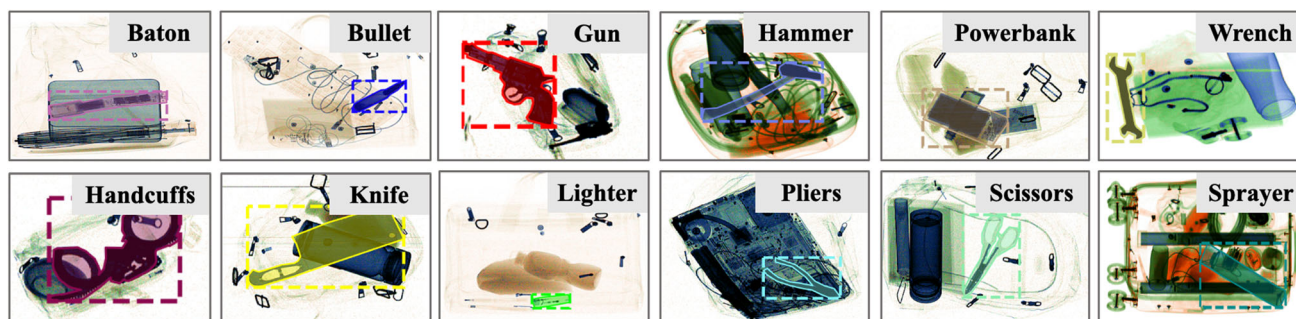 Baton
Bullet
Gun
Hammer
Powerbank
Wrench
Handcuffs
Knife
Lighter
Pliers
Scissors
Sprayer